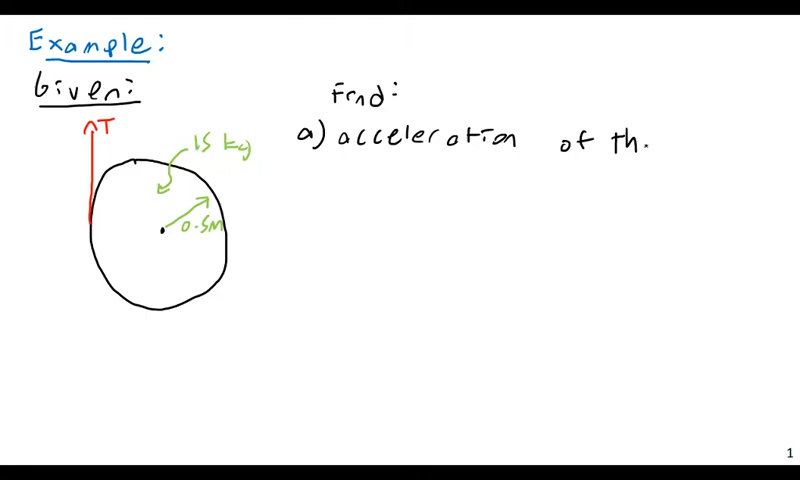 Example:
Given:
Find:
T
a) acceleration of th
15 kg
0.5m
1